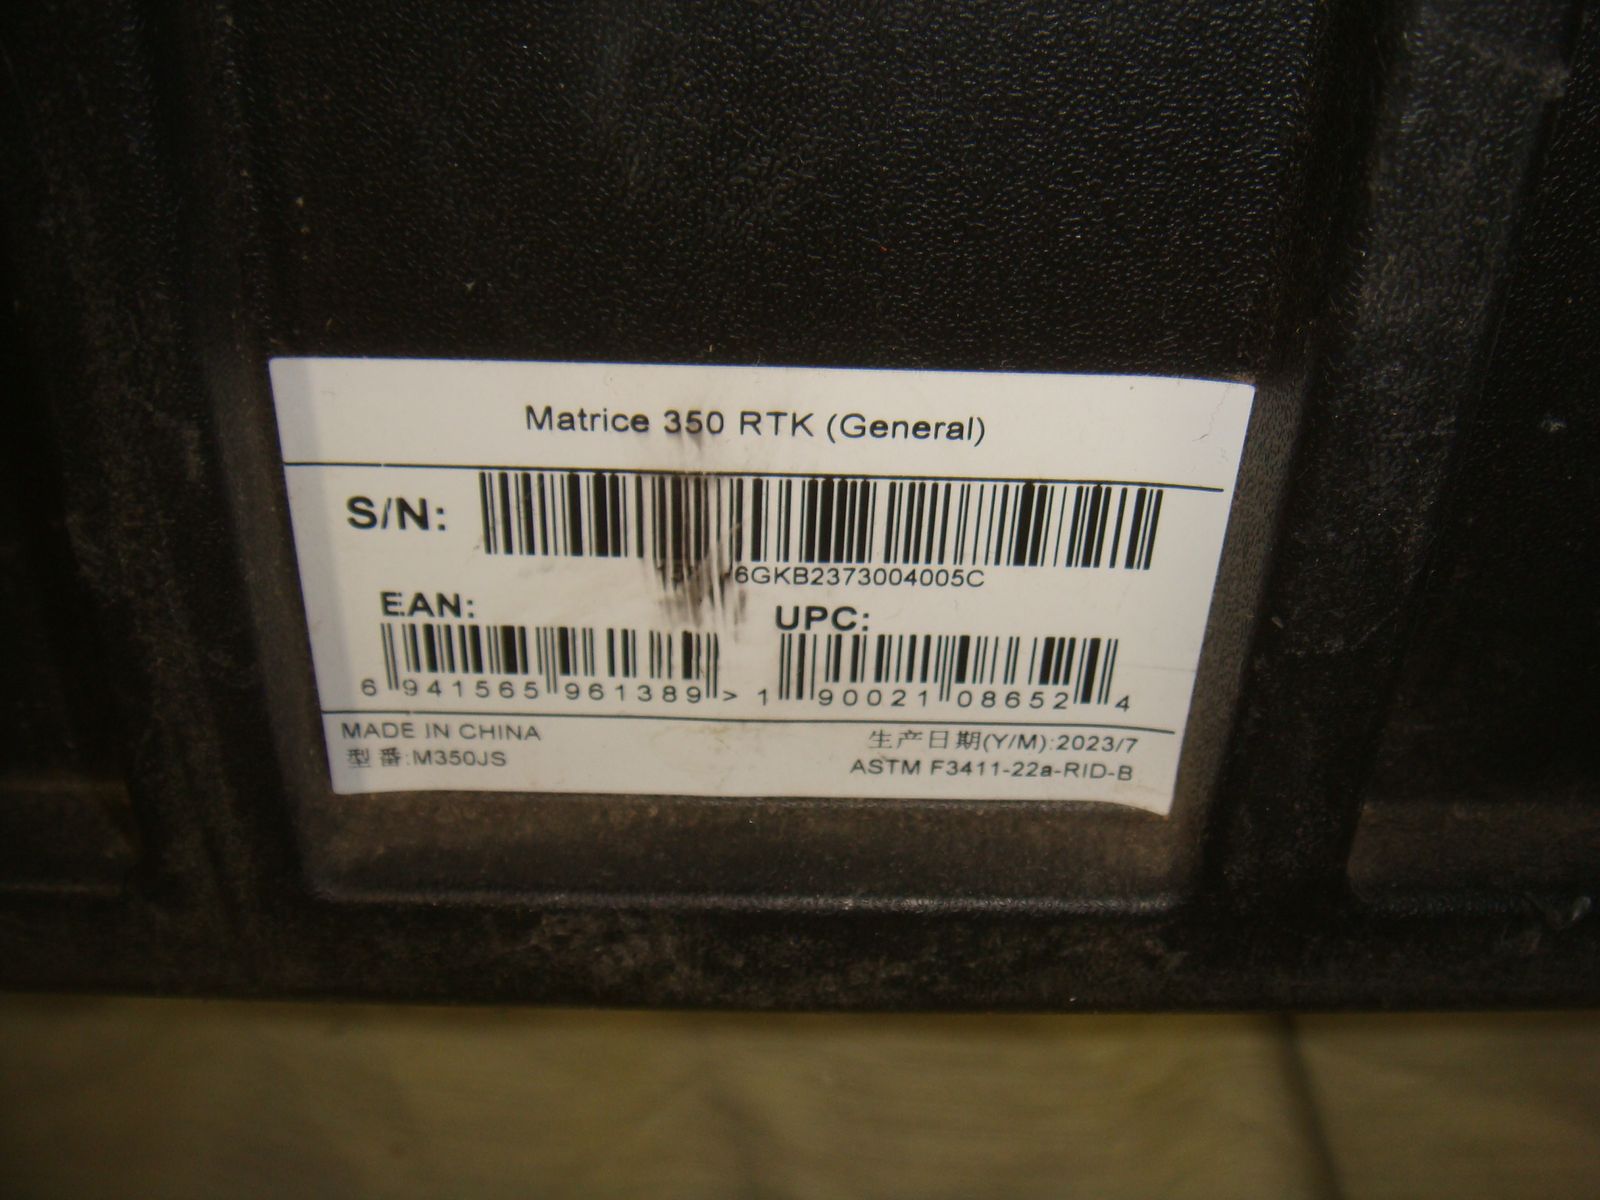 Matrice 350 RTK (General)
S/N:
EAN:
UPC:
6 941565 961389 > 1 90021 08652 4
MADE IN CHINA
生产日期(Y/M):2023/7
型番:M350JS
ASTM F3411-22a-RID-B